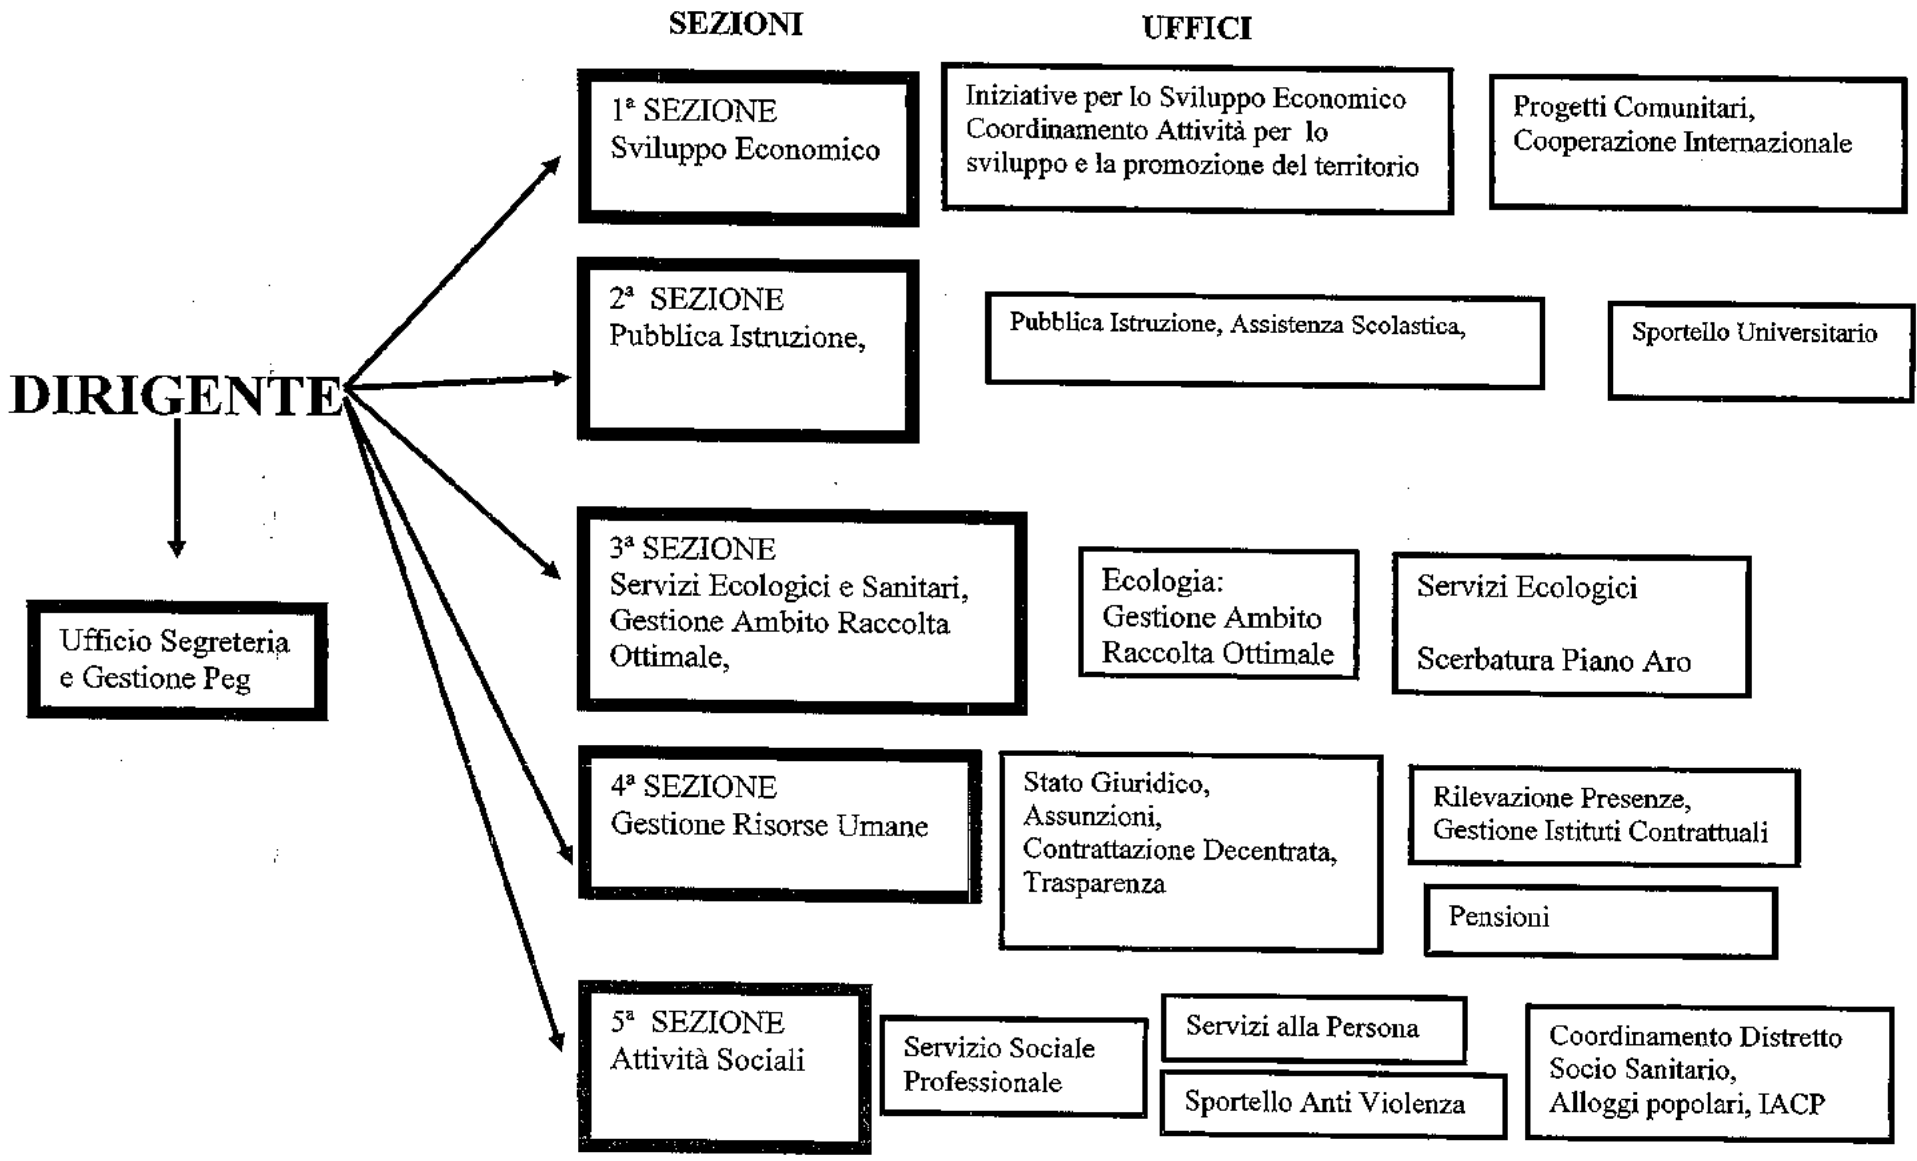 SEZIONI
UFFICI
1ª SEZIONE
Sviluppo Economico
Iniziative per lo Sviluppo Economico
Coordinamento Attività per lo
sviluppo e la promozione del territorio
Progetti Comunitari,
Cooperazione Internazionale
2ª SEZIONE
Pubblica Istruzione,
Pubblica Istruzione, Assistenza Scolastica,
Sportello Universitario
DIRIGENTE
Ufficio Segreteria
e Gestione Peg
3ª SEZIONE
Servizi Ecologici e Sanitari,
Gestione Ambito Raccolta
Ottimale,
Ecologia:
Gestione Ambito
Raccolta Ottimale
Servizi Ecologici
Scerbatura Piano Aro
4ª SEZIONE
Gestione Risorse Umane
Stato Giuridico,
Assunzioni,
Contrattazione Decentrata,
Trasparenza
Rilevazione Presenze,
Gestione Istituti Contrattuali
Pensioni
5ª SEZIONE
Attività Sociali
Servizio Sociale
Professionale
Servizi alla Persona
Sportello Anti Violenza
Coordinamento Distretto
Socio Sanitario,
Alloggi popolari, IACP